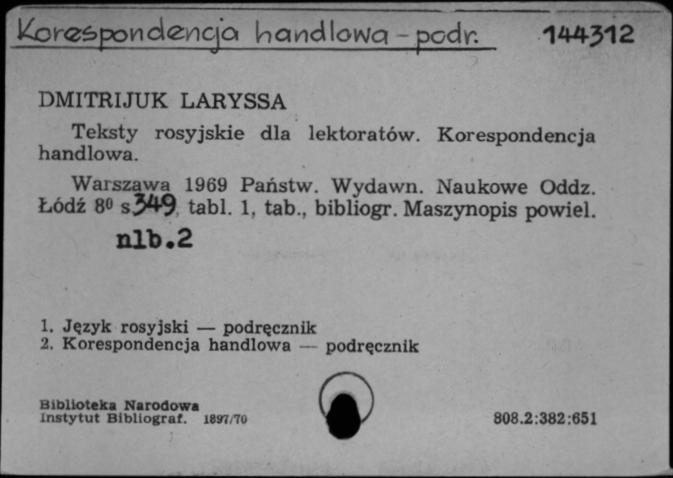 Korespondencja handlowa – podr. 144312
DMITRIJUK LARYSSA
Teksty rosyjskie dla lektoratów. Korespondencja
handlowa.
Warszawa 1969 Państw. Wydawn. Naukowe Oddz.
Łódź 8⁰ s 349, tabl. 1, tab., bibliogr. Maszynopis powiel.
nlb.2
1. Język rosyjski — podręcznik
2. Korespondencja handlowa — podręcznik
Biblioteka Narodowa
Instytut Bibliograf. 1897/70 808.2:382:651